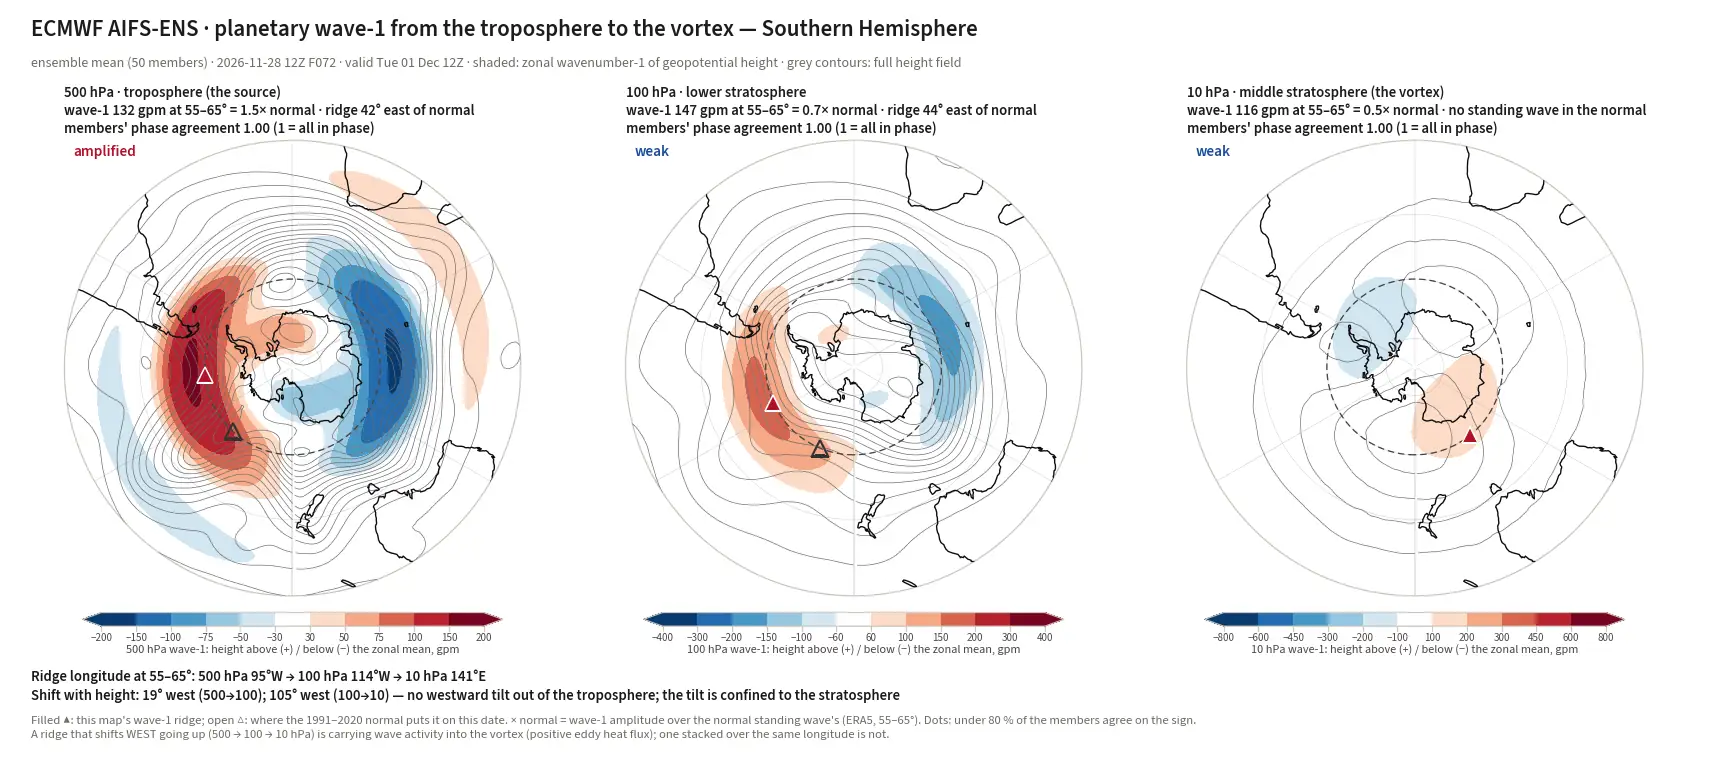 ECMWF AIFS-ENS · planetary wave-1 from the troposphere to the vortex — Southern Hemisphere
ensemble mean (50 members) · 2026-11-28 12Z F072 · valid Tue 01 Dec 12Z · shaded: zonal wavenumber-1 of geopotential height · grey contours: full height field
500 hPa · troposphere (the source)
wave-1 132 gpm at 55–65° = 1.5× normal · ridge 42° east of normal
members' phase agreement 1.00 (1 = all in phase)
amplified
100 hPa · lower stratosphere
wave-1 147 gpm at 55–65° = 0.7× normal · ridge 44° east of normal
members' phase agreement 1.00 (1 = all in phase)
weak
10 hPa · middle stratosphere (the vortex)
wave-1 116 gpm at 55–65° = 0.5× normal · no standing wave in the normal
members' phase agreement 1.00 (1 = all in phase)
weak
−200 −150 −100 −75 −50 −30 30 50 75 100 150 200
500 hPa wave-1: height above (+) / below (−) the zonal mean, gpm
−400 −300 −200 −150 −100 −60 60 100 150 200 300 400
100 hPa wave-1: height above (+) / below (−) the zonal mean, gpm
−800 −600 −450 −300 −200 −100 100 200 300 450 600 800
10 hPa wave-1: height above (+) / below (−) the zonal mean, gpm
Ridge longitude at 55–65°: 500 hPa 95°W → 100 hPa 114°W → 10 hPa 141°E
Shift with height: 19° west (500→100); 105° west (100→10) — no westward tilt out of the troposphere; the tilt is confined to the stratosphere
Filled ▲: this map's wave-1 ridge; open △: where the 1991–2020 normal puts it on this date. × normal = wave-1 amplitude over the normal standing wave's (ERA5, 55–65°). Dots: under 80 % of the members agree on the sign.
A ridge that shifts WEST going up (500 → 100 → 10 hPa) is carrying wave activity into the vortex (positive eddy heat flux); one stacked over the same longitude is not.